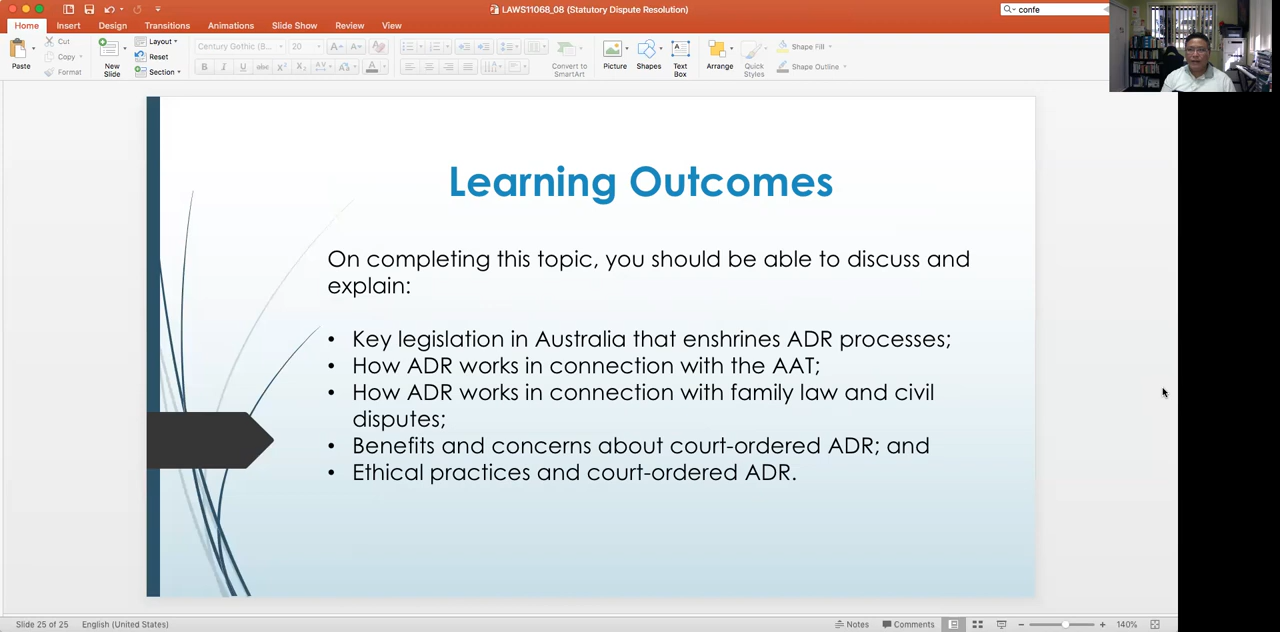 LAWS11068_08 (Statutory Dispute Resolution)
confe
Home Insert Design Transitions Animations Slide Show Review View
Paste
Cut
Copy
Format
New Slide
Layout
Reset
Section
Century Gothic (B... 20
Convert to SmartArt
Picture
Shapes
Text Box
Arrange
Quick Styles
Shape Fill
Shape Outline
Learning Outcomes
On completing this topic, you should be able to discuss and
explain:
• Key legislation in Australia that enshrines ADR processes;
• How ADR works in connection with the AAT;
• How ADR works in connection with family law and civil
disputes;
• Benefits and concerns about court-ordered ADR; and
• Ethical practices and court-ordered ADR.
Slide 25 of 25 English (United States) Notes Comments 140%